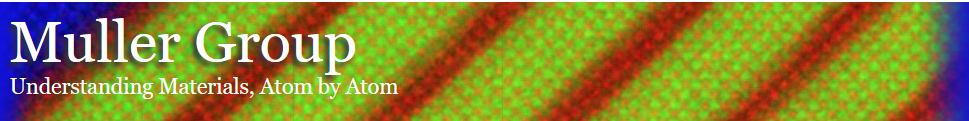 Muller Group
Understanding Materials, Atom by Atom